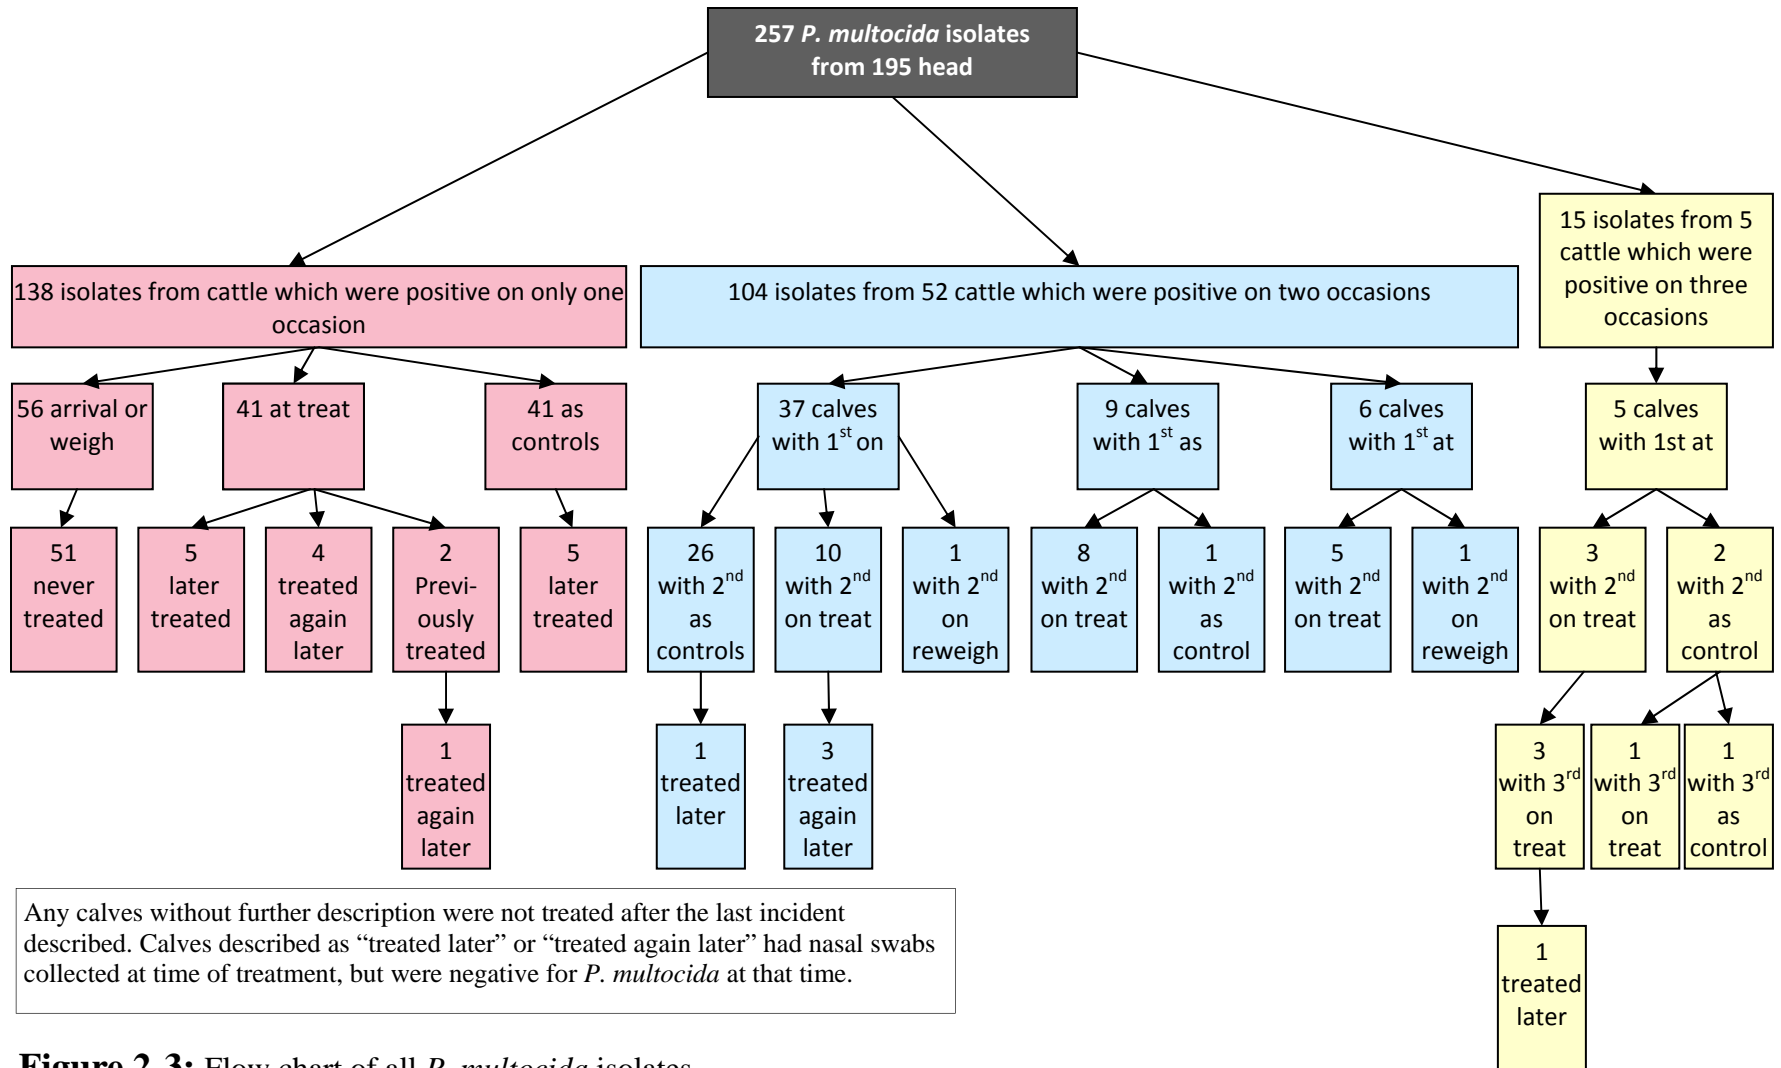 257 P. multocida isolates
from 195 head
15 isolates from 5
cattle which were
positive on three
occasions
138 isolates from cattle which were positive on only one
occasion
104 isolates from 52 cattle which were positive on two occasions
56 arrival or
weigh
41 at treat
41 as
controls
37 calves
with 1st on
9 calves
with 1st as
6 calves
with 1st at
5 calves
with 1st at
51
never
treated
5
later
treated
4
treated
again
later
2
Previ-
ously
treated
5
later
treated
26
with 2nd
as
controls
10
with 2nd
on treat
1
with 2nd
on
reweigh
8
with 2nd
on treat
1
with 2nd
as
control
5
with 2nd
on treat
1
with 2nd
on
reweigh
3
with 2nd
on treat
2
with 2nd
as
control
1
treated
again
later
1
treated
later
3
treated
again
later
3
with 3rd
on
treat
1
with 3rd
on
treat
1
with 3rd
as
control
1
treated
later
Any calves without further description were not treated after the last incident
described. Calves described as “treated later” or “treated again later” had nasal swabs
collected at time of treatment, but were negative for P. multocida at that time.
Figure 2-3: Flow chart of all P. multocida isolates